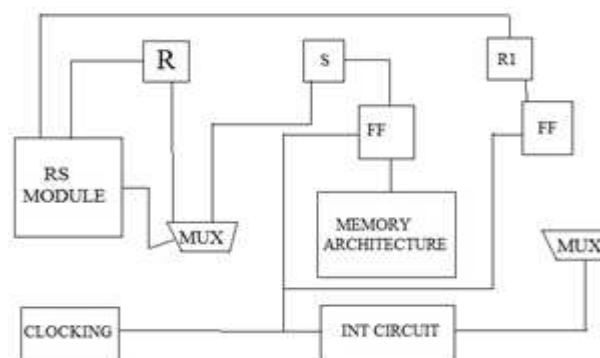 R
S
R1
FF
FF
RS
MODULE
MUX
MEMORY
ARCHITECTURE
MUX
CLOCKING
INT CIRCUIT